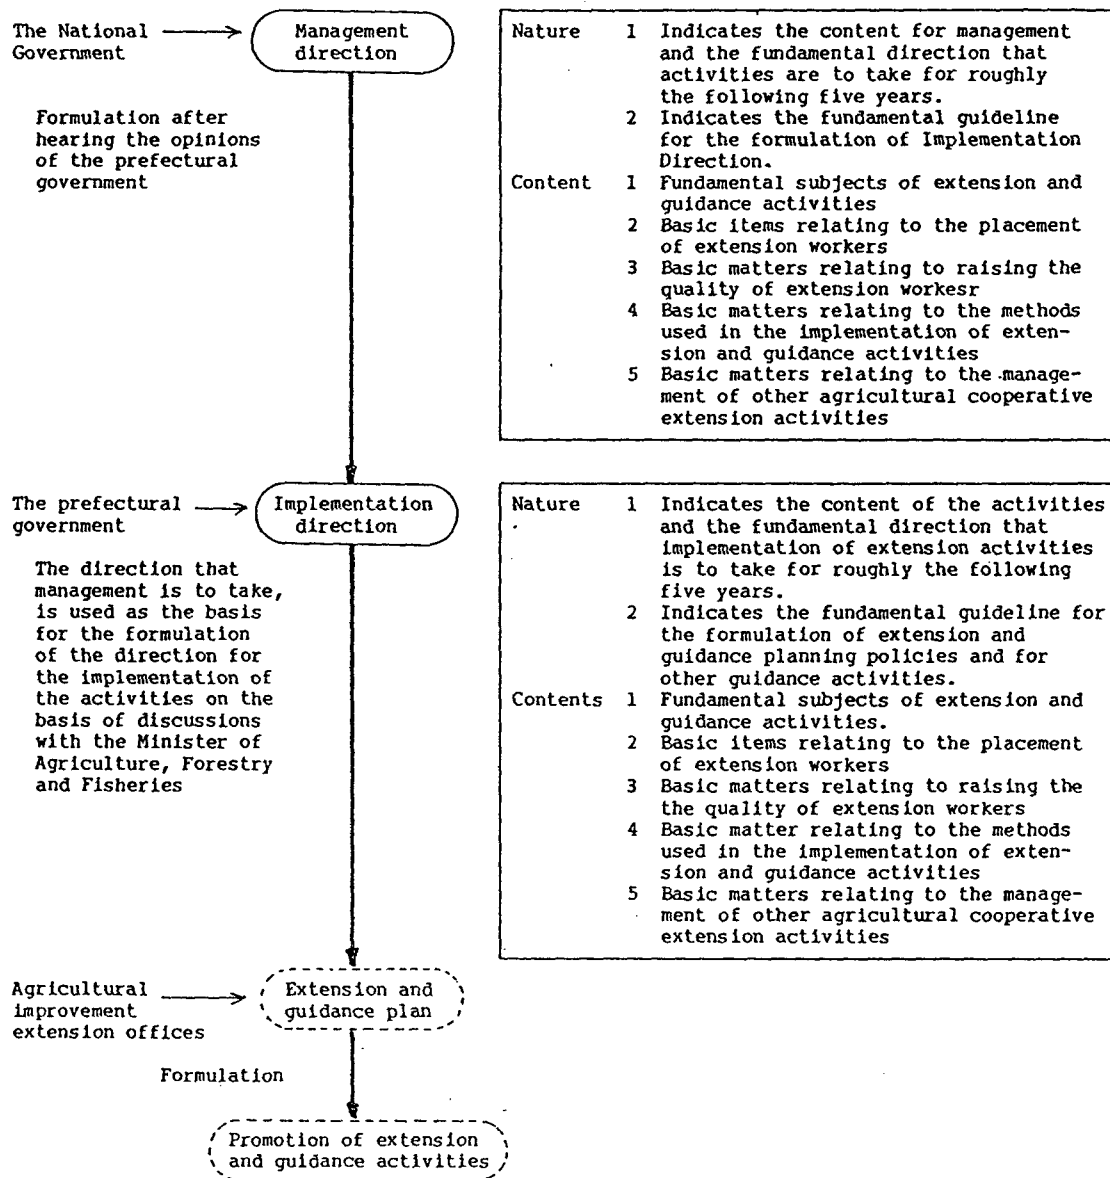 The National
Government
Management
direction
Formulation after
hearing the opinions
of the prefectural
government
Nature 1 Indicates the content for management
and the fundamental direction that
activities are to take for roughly
the following five years.
2 Indicates the fundamental guideline
for the formulation of Implementation
Direction.
Content 1 Fundamental subjects of extension and
guidance activities
2 Basic items relating to the placement
of extension workers
3 Basic matters relating to raising the
quality of extension workesr
4 Basic matters relating to the methods
used in the implementation of exten-
sion and guidance activities
5 Basic matters relating to the manage-
ment of other agricultural cooperative
extension activities
The prefectural
government
Implementation
direction
The direction that
management is to take,
is used as the basis
for the formulation
of the direction for
the implementation of
the activities on the
basis of discussions
with the Minister of
Agriculture, Forestry
and Fisheries
Nature 1 Indicates the content of the activities
and the fundamental direction that
implementation of extension activities
is to take for roughly the following
five years.
2 Indicates the fundamental guideline for
the formulation of extension and
guidance planning policies and for
other guidance activities.
Contents 1 Fundamental subjects of extension and
guidance activities.
2 Basic items relating to the placement
of extension workers
3 Basic matters relating to raising the
the quality of extension workers
4 Basic matter relating to the methods
used in the implementation of exten-
sion and guidance activities
5 Basic matters relating to the manage-
ment of other agricultural cooperative
extension activities
Agricultural
improvement
extension offices
Extension and
guidance plan
Formulation
Promotion of extension
and guidance activities